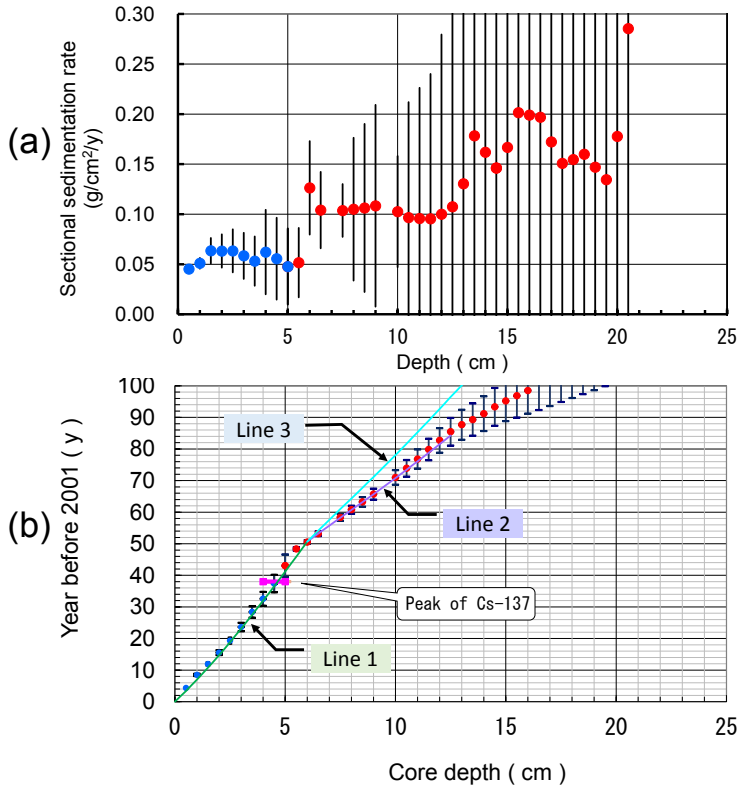 (a)
Sectional sedimentation rate
(g/cm²/y)
0.30
0.25
0.20
0.15
0.10
0.05
0.00
0 5 10 15 20 25
Depth ( cm )
(b)
Year before 2001 ( y )
100
90
80
70
60
50
40
30
20
10
0
Line 3
Line 2
Peak of Cs-137
Line 1
0 5 10 15 20 25
Core depth ( cm )